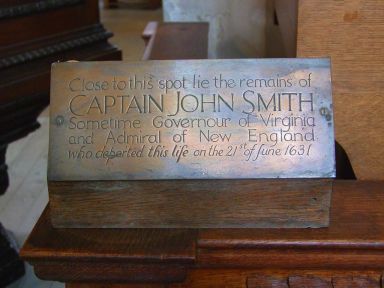 Close to this spot lie the remains of
CAPTAIN JOHN SMITH
Sometime Governour of Virginia
and Admiral of New England
who departed this life on the 21st of June 1631